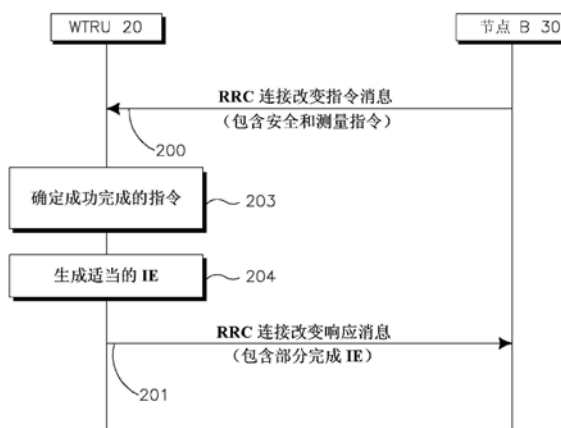 WTRU 20
节点 B 30
RRC 连接改变指令消息
(包含安全和测量指令)
200
确定成功完成的指令
203
生成适当的 IE
204
RRC 连接改变响应消息
(包含部分完成 IE)
201